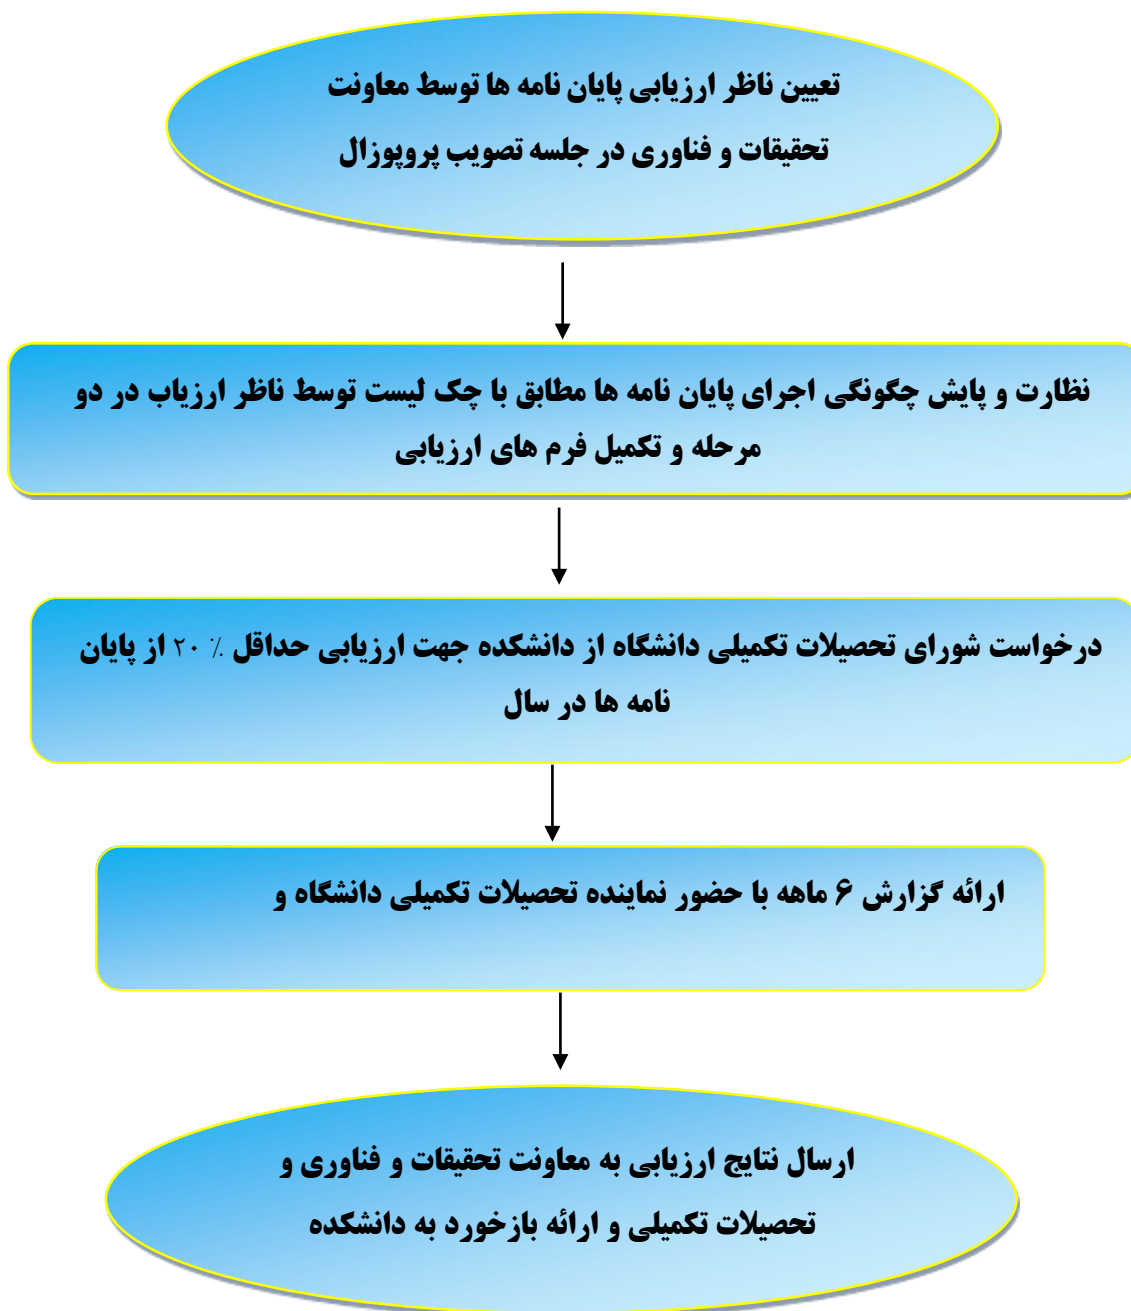 تعیین ناظر ارزیابی پایان نامه ها توسط معاونت
تحقیقات و فناوری در جلسه تصویب پروپوزال
نظارت و پایش چگونگی اجرای پایان نامه ها مطابق با چک لیست توسط ناظر ارزیاب در دو
مرحله و تکمیل فرم های ارزیابی
درخواست شورای تحصیلات تکمیلی دانشگاه از دانشکده جهت ارزیابی حداقل ٪ ۲۰ از پایان
نامه ها در سال
ارائه گزارش ۶ ماهه با حضور نماینده تحصیلات تکمیلی دانشگاه و
ارسال نتایج ارزیابی به معاونت تحقیقات و فناوری و
تحصیلات تکمیلی و ارائه بازخورد به دانشکده